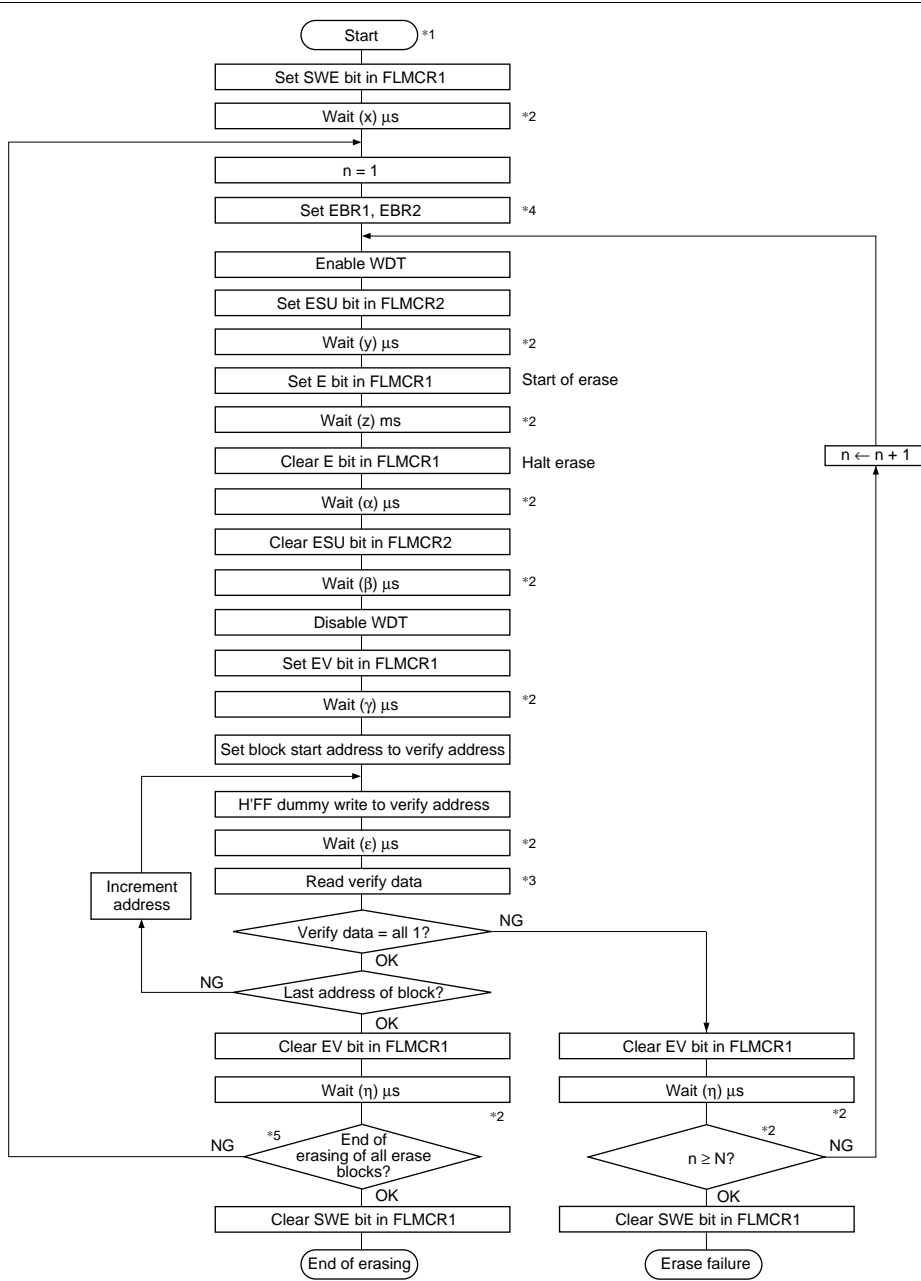 Start *1
Set SWE bit in FLMCR1
Wait (x) μs *2
n = 1
Set EBR1, EBR2 *4
Enable WDT
Set ESU bit in FLMCR2
Wait (y) μs *2
Set E bit in FLMCR1 Start of erase
Wait (z) ms *2
n ← n + 1
Clear E bit in FLMCR1 Halt erase
Wait (α) μs *2
Clear ESU bit in FLMCR2
Wait (β) μs *2
Disable WDT
Set EV bit in FLMCR1
Wait (γ) μs *2
Set block start address to verify address
H'FF dummy write to verify address
Wait (ε) μs *2
Read verify data *3
Increment
address
Verify data = all 1? NG
OK
NG Last address of block?
OK
Clear EV bit in FLMCR1 Clear EV bit in FLMCR1
Wait (η) μs Wait (η) μs
*2 *2
NG *5 End of
erasing of all erase
blocks?
*2
n ≥ N? NG
OK OK
Clear SWE bit in FLMCR1 Clear SWE bit in FLMCR1
End of erasing Erase failure